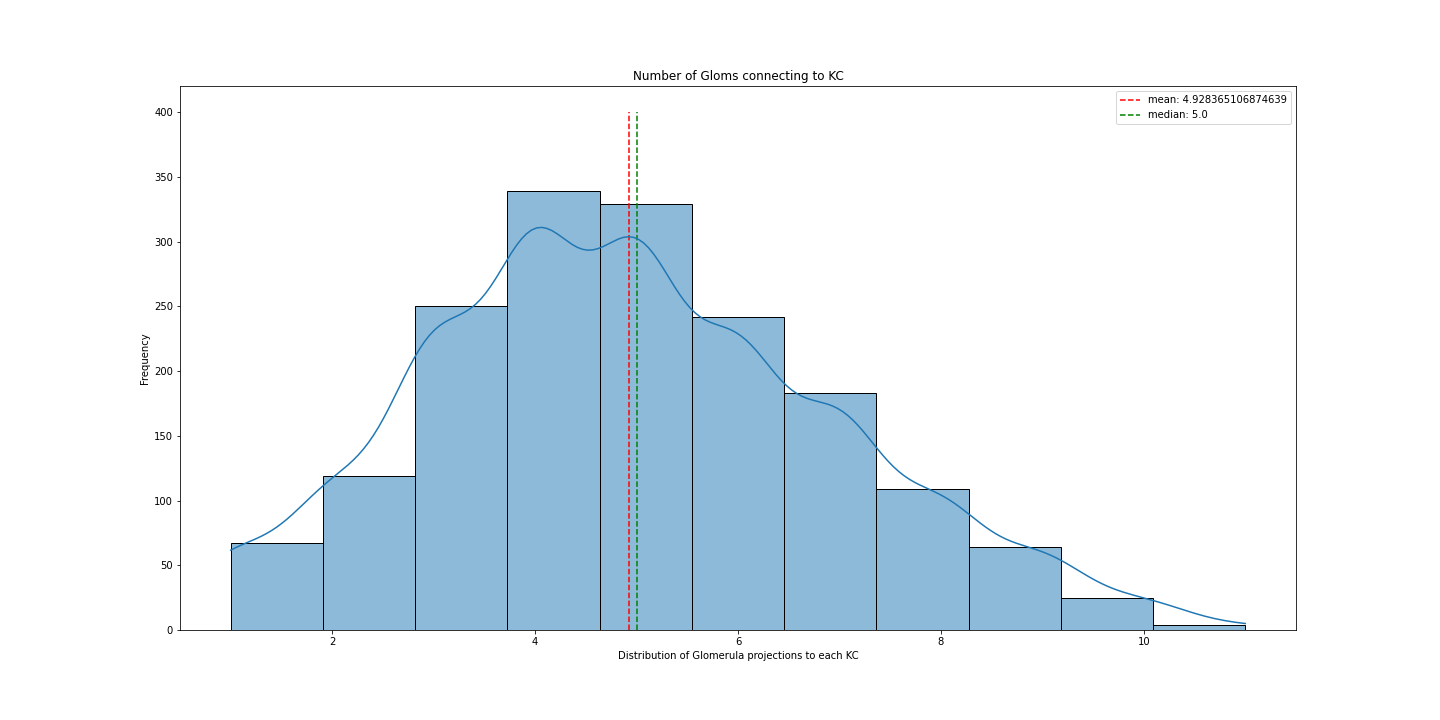 Number of Gloms connecting to KC
mean: 4.928365106874639
median: 5.0
400
350
300
250
200
150
100
50
0
Frequency
2 4 6 8 10
Distribution of Glomerula projections to each KC